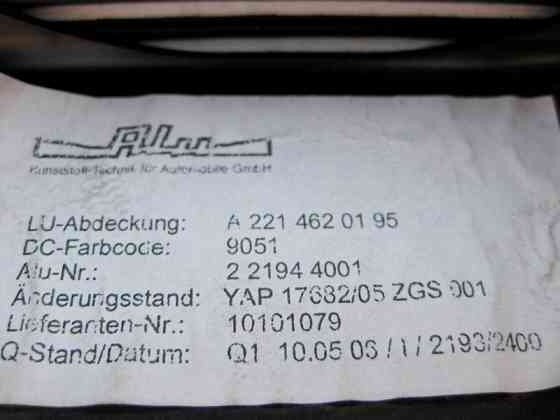 Kunststoff-Technik für Automobile GmbH
LU-Abdeckung: A 221 462 01 95
DC-Farbcode: 9051
Alu-Nr.: 2 2194 4001
Änderungsstand: YAP 17682/05 ZGS 001
Lieferanten-Nr.: 10101079
Q-Stand/Datum: Q1 10.05.06 / 1 / 2193/2400